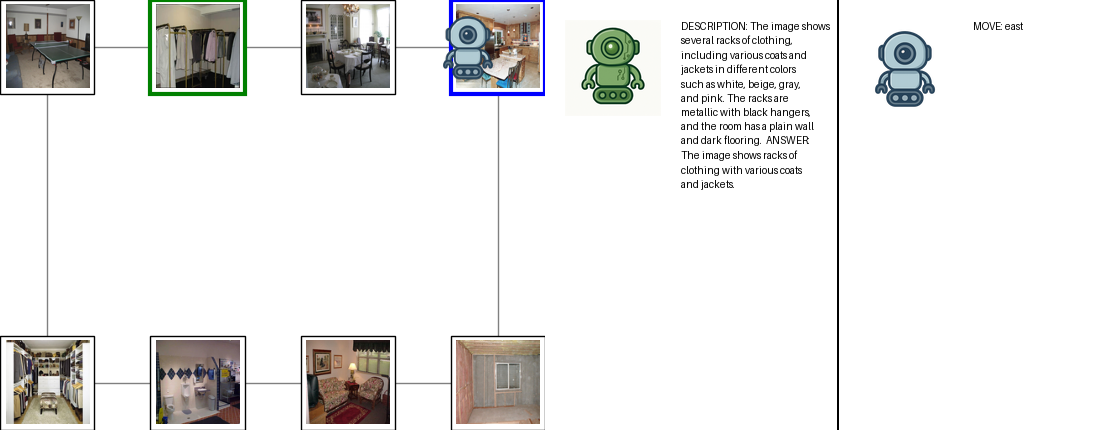 DESCRIPTION: The image shows
several racks of clothing,
including various coats and
jackets in different colors
such as white, beige, gray,
and pink. The racks are
metallic with black hangers,
and the room has a plain wall
and dark flooring. ANSWER:
The image shows racks of
clothing with various coats
and jackets.
MOVE: east